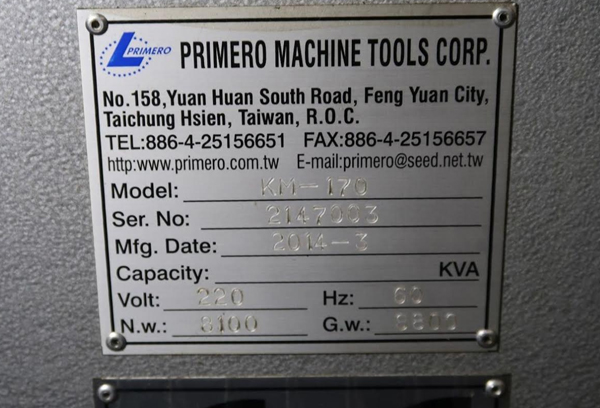 PRIMERO
PRIMERO MACHINE TOOLS CORP.
No.158,Yuan Huan South Road, Feng Yuan City,
Taichung Hsien, Taiwan, R.O.C.
TEL:886-4-25156651 FAX:886-4-25156657
http:www.primero.com.tw E-mail:primero@seed.net.tw
Model: KM-170
Ser. No: 2147003
Mfg. Date: 2014-3
Capacity: KVA
Volt: 220 Hz: 60
N.w.: G.w.: